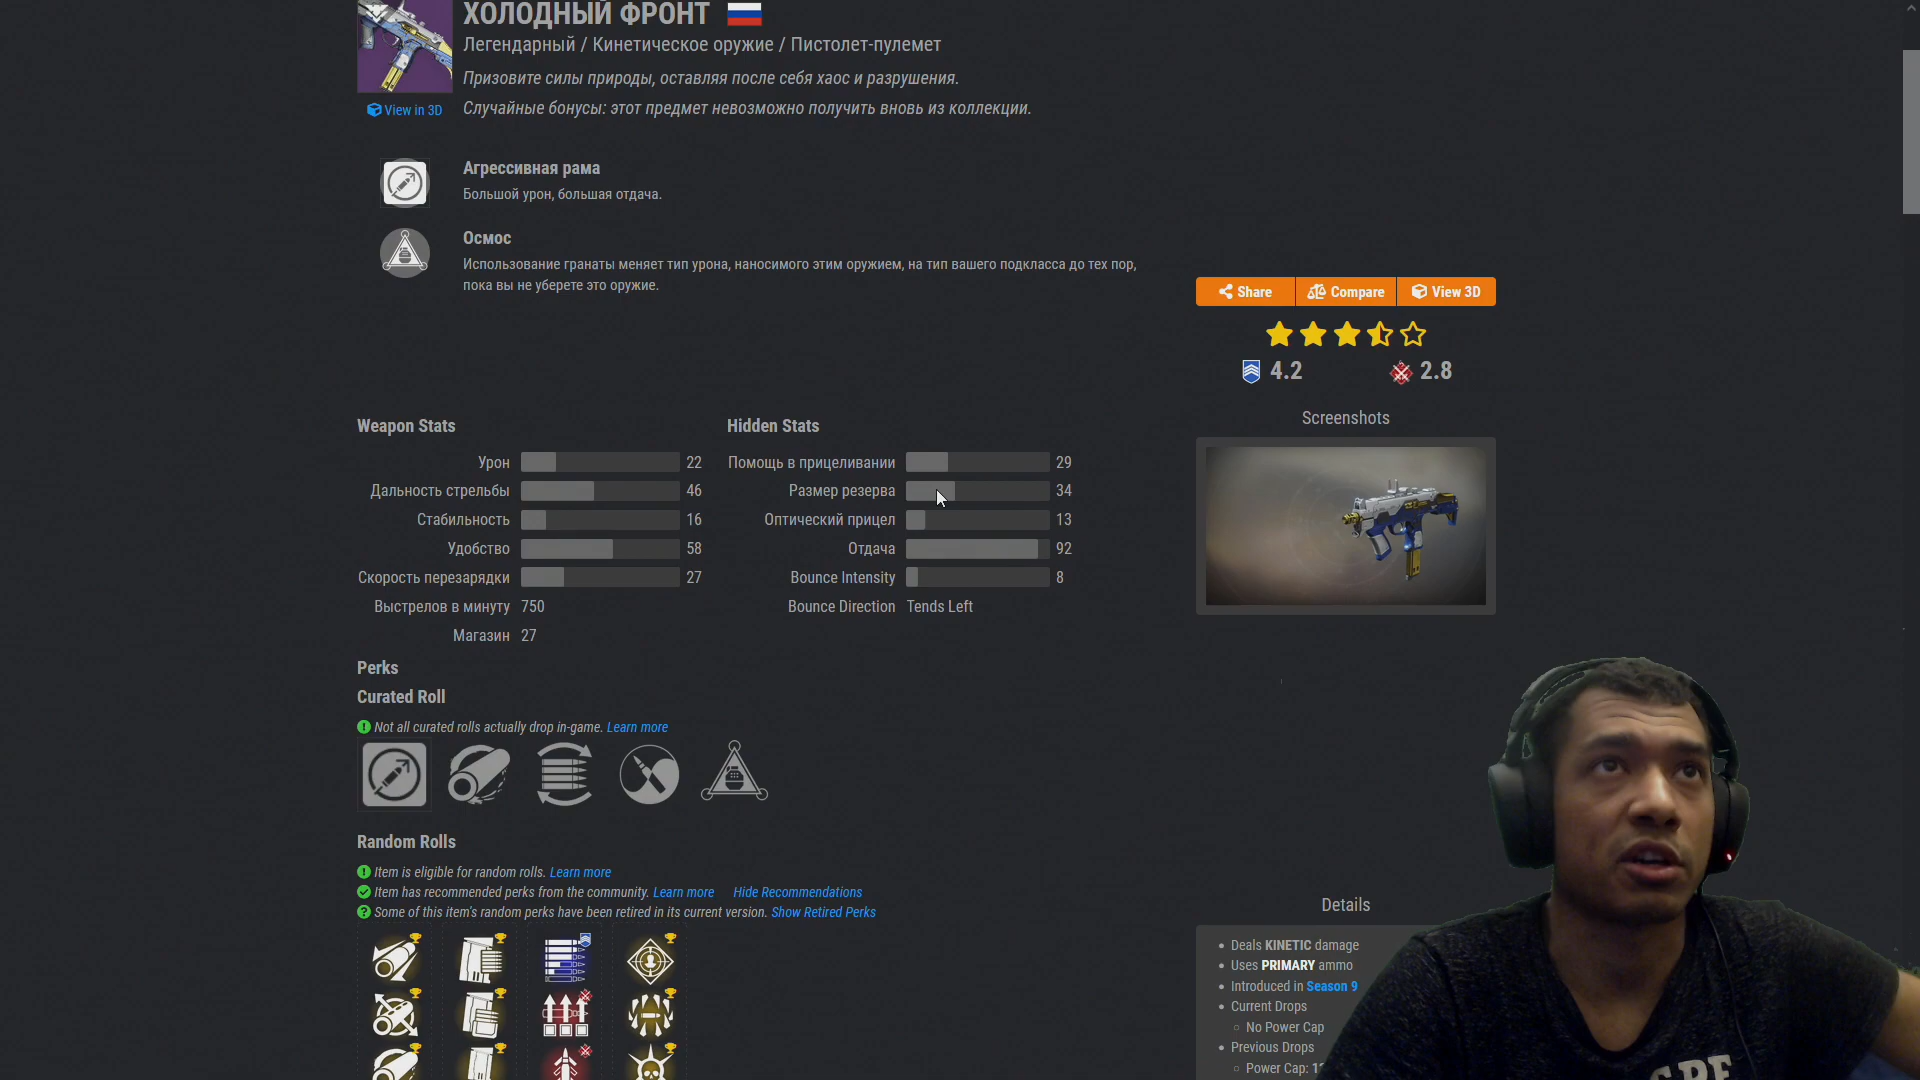 ХОЛОДНЫЙ ФРОНТ
Легендарный / Кинетическое оружие / Пистолет-пулемет
Призовите силы природы, оставляя после себя хаос и разрушения.
View in 3D
Случайные бонусы: этот предмет невозможно получить вновь из коллекции.
Агрессивная рама
Большой урон, большая отдача.
Осмос
Использование гранаты меняет тип урона, наносимого этим оружием, на тип вашего подкласса до тех пор,
пока вы не уберете это оружие.
Share Compare View 3D
4.2 2.8
Screenshots
Weapon Stats
Урон 22
Дальность стрельбы 46
Стабильность 16
Удобство 58
Скорость перезарядки 27
Выстрелов в минуту 750
Магазин 27
Hidden Stats
Помощь в прицеливании 29
Размер резерва 34
Оптический прицел 13
Отдача 92
Bounce Intensity 8
Bounce Direction Tends Left
Perks
Curated Roll
Not all curated rolls actually drop in-game. Learn more
Random Rolls
Item is eligible for random rolls. Learn more
Item has recommended perks from the community. Learn more Hide Recommendations
Some of this item's random perks have been retired in its current version. Show Retired Perks
Details
Deals KINETIC damage
Uses PRIMARY ammo
Introduced in Season 9
Current Drops
No Power Cap
Previous Drops
Power Cap: